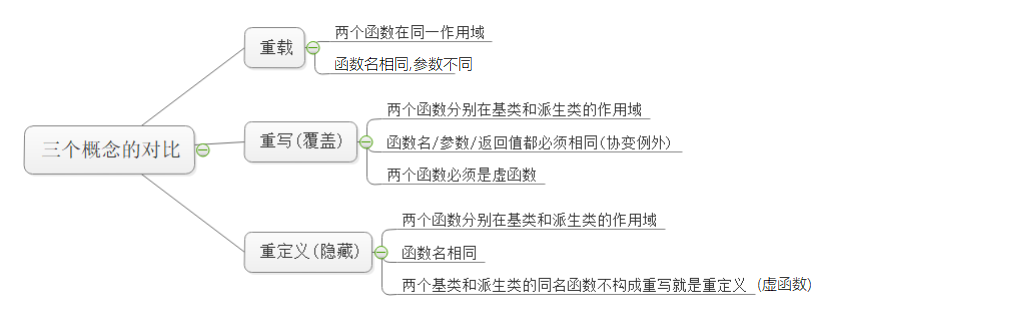 三个概念的对比
重载
两个函数在同一作用域
函数名相同,参数不同
重写(覆盖)
两个函数分别在基类和派生类的作用域
函数名/参数/返回值都必须相同(协变例外)
两个函数必须是虚函数
重定义(隐藏)
两个函数分别在基类和派生类的作用域
函数名相同
两个基类和派生类的同名函数不构成重写就是重定义 (虚函数)